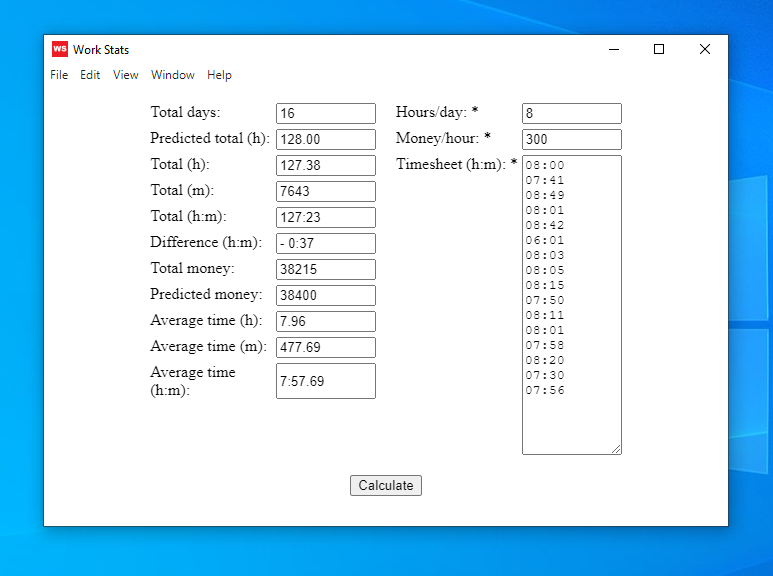 WS Work Stats
File Edit View Window Help
Total days: 16
Predicted total (h): 128.00
Total (h): 127.38
Total (m): 7643
Total (h:m): 127:23
Difference (h:m): - 0:37
Total money: 38215
Predicted money: 38400
Average time (h): 7.96
Average time (m): 477.69
Average time
(h:m): 7:57.69
Hours/day: * 8
Money/hour: * 300
Timesheet (h:m): * 08:00
07:41
08:49
08:01
08:42
06:01
08:03
08:05
08:15
07:50
08:11
08:01
07:58
08:20
07:30
07:56
Calculate